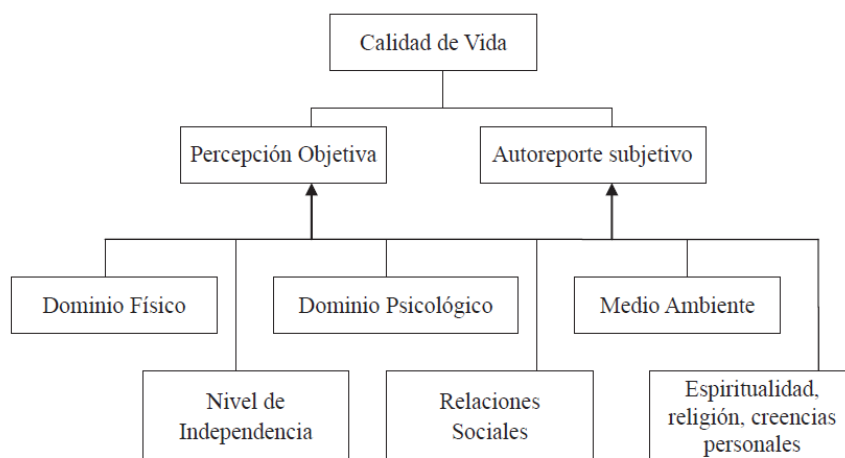 Calidad de Vida
Percepción Objetiva
Autoreporte subjetivo
Dominio Físico
Dominio Psicológico
Medio Ambiente
Nivel de
Independencia
Relaciones
Sociales
Espiritualidad,
religión, creencias
personales